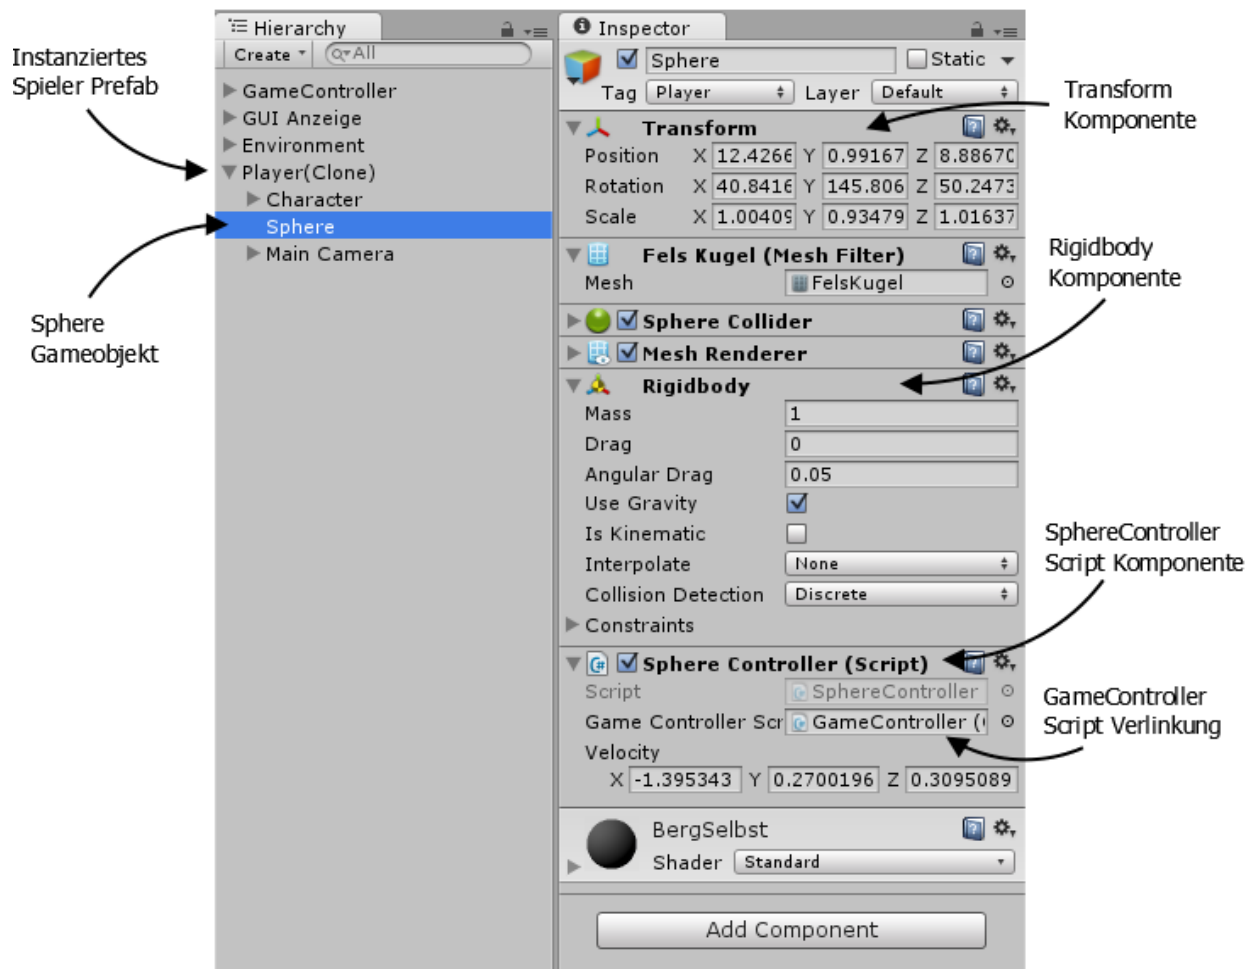 Hierarchy
Create All
GameController
GUI Anzeige
Environment
Player(Clone)
Character
Sphere
Main Camera
Instanziertes
Spieler Prefab
Sphere
Gameobjekt
Inspector
Sphere Static
Tag Player Layer Default
Transform
Position X 12.4266 Y 0.99167 Z 8.88670
Rotation X 40.8416 Y 145.806 Z 50.2473
Scale X 1.00409 Y 0.93479 Z 1.01637
Fels Kugel (Mesh Filter)
Mesh FelsKugel
Sphere Collider
Mesh Renderer
Rigidbody
Mass 1
Drag 0
Angular Drag 0.05
Use Gravity
Is Kinematic
Interpolate None
Collision Detection Discrete
Constraints
Sphere Controller (Script)
Script SphereController
Game Controller Scr GameController (
Velocity
X -1.395343 Y 0.2700196 Z 0.3095089
BergSelbst
Shader Standard
Add Component
Transform
Komponente
Rigidbody
Komponente
SphereController
Script Komponente
GameController
Script Verlinkung